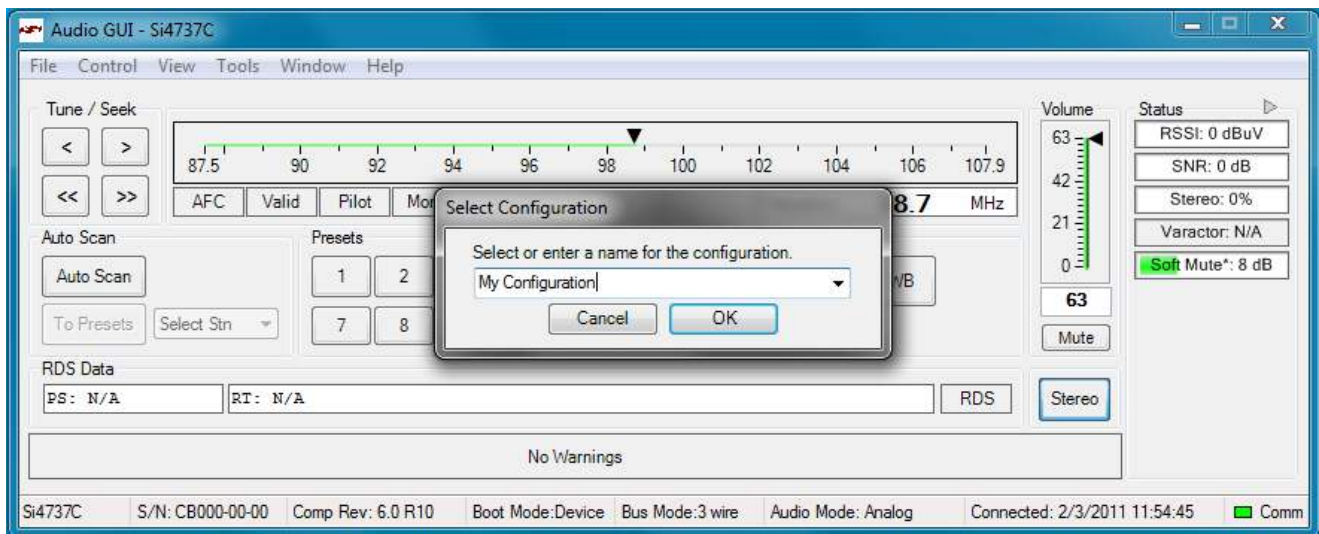 Audio GUI - Si4737C
File Control View Tools Window Help
Tune / Seek
< >
<< >>
87.5 90 92 94 96 98 100 102 104 106 107.9
AFC Valid Pilot 8.7 MHz
Volume
63
42
21
0
63
Mute
Stereo
Status
RSSI: 0 dBuV
SNR: 0 dB
Stereo: 0%
Varactor: N/A
Soft Mute*: 8 dB
Auto Scan
Auto Scan
To Presets Select Stn
Presets
1 2
7 8
WB
Select Configuration
Select or enter a name for the configuration.
My Configuration
Cancel OK
RDS Data
PS: N/A RT: N/A RDS
No Warnings
Si4737C S/N: CB000-00-00 Comp Rev: 6.0 R10 Boot Mode:Device Bus Mode:3 wire Audio Mode: Analog Connected: 2/3/2011 11:54:45 Comm